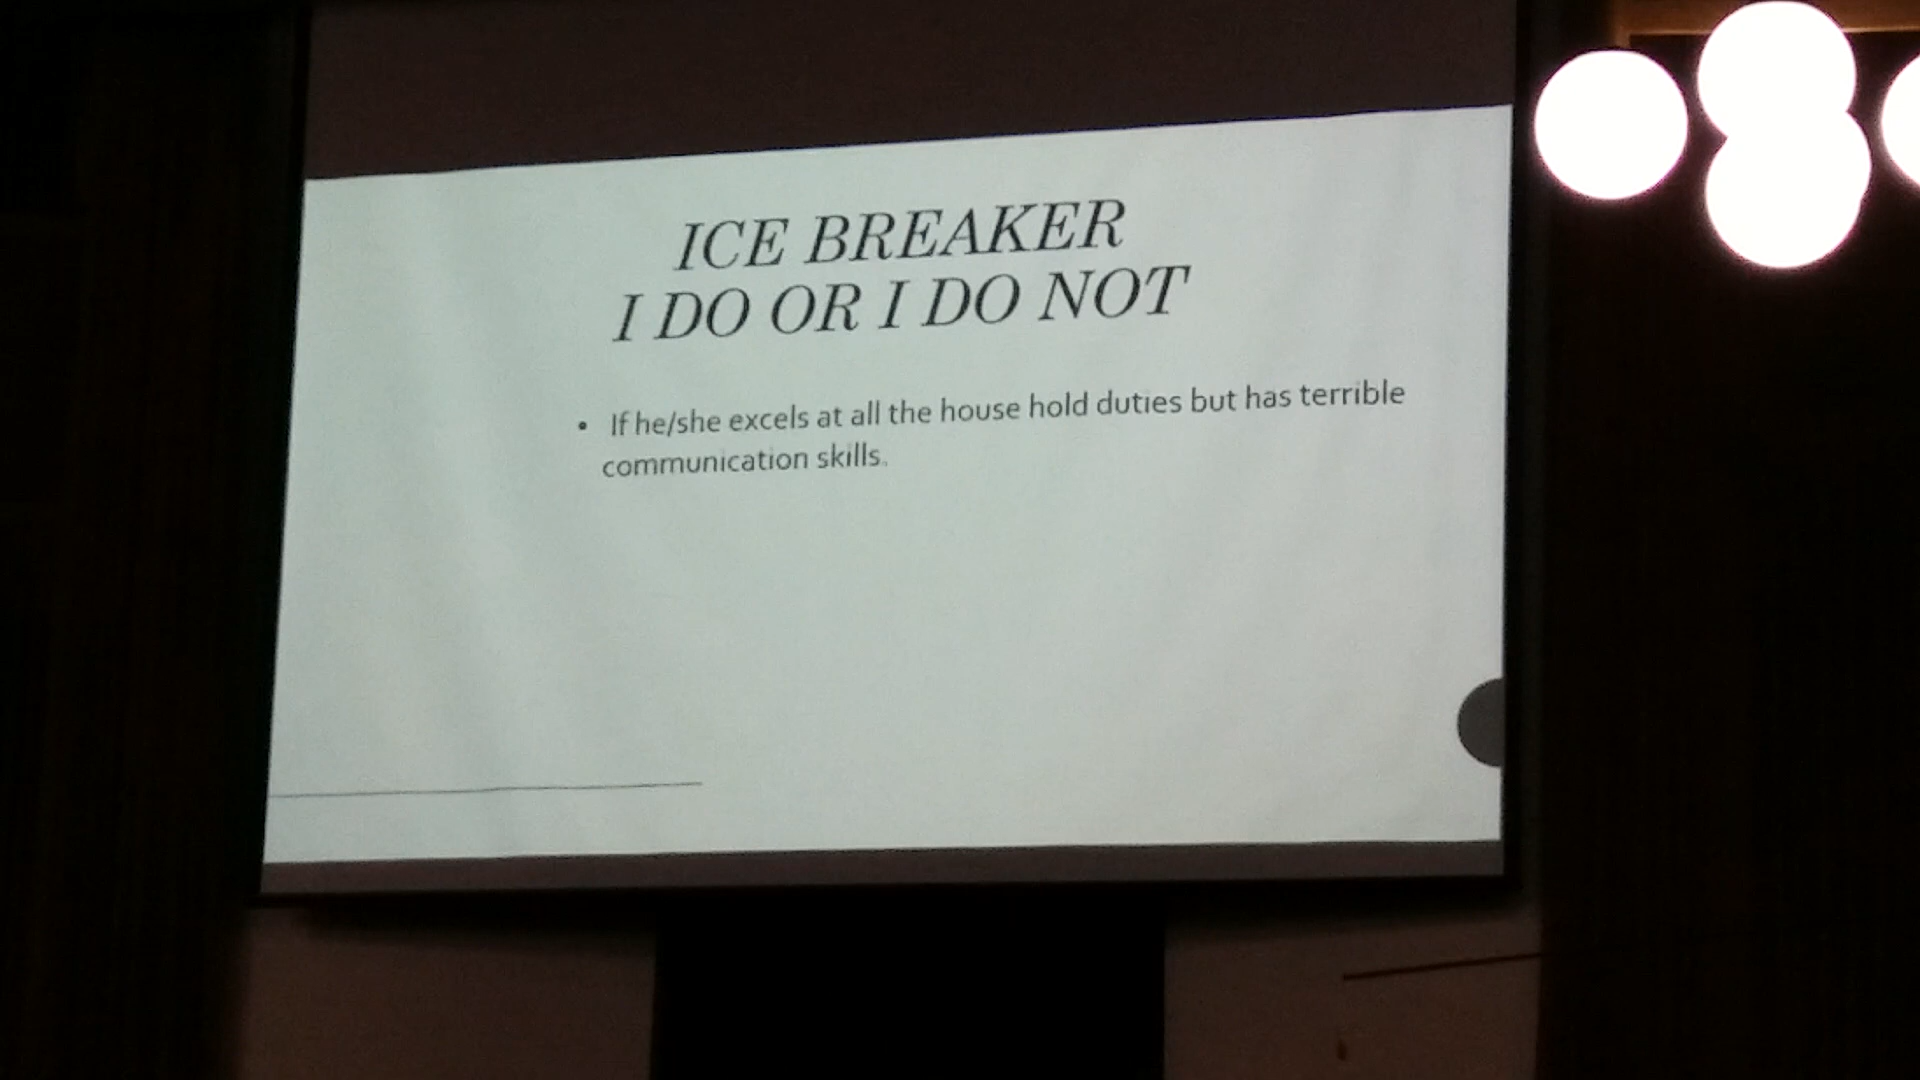 ICE BREAKER
I DO OR I DO NOT
• If he/she excels at all the house hold duties but has terrible
communication skills.